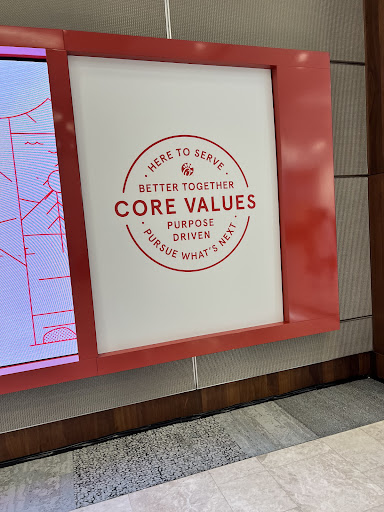 · HERE TO SERVE ·
BETTER TOGETHER
CORE VALUES
PURPOSE
DRIVEN
· PURSUE WHAT'S NEXT ·